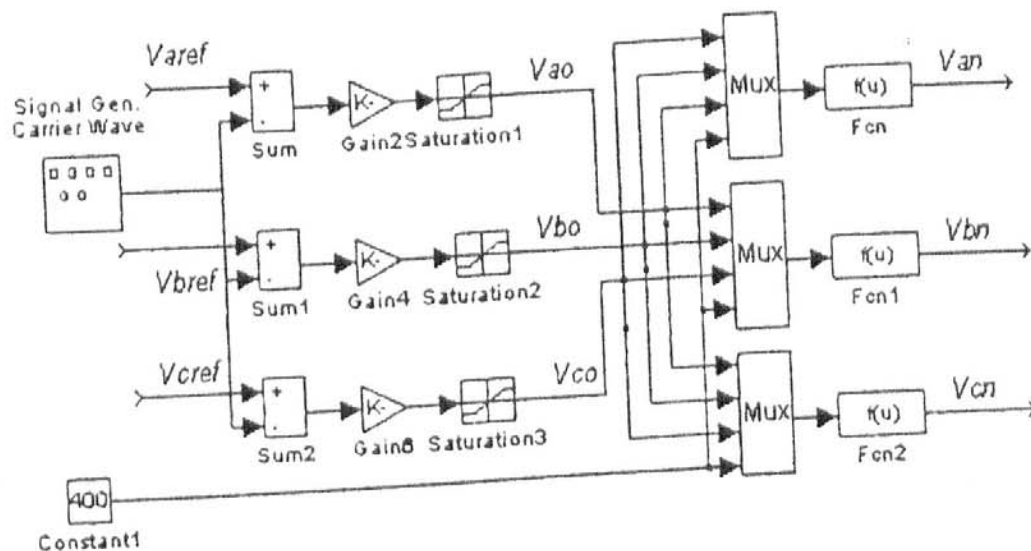 Varef
Signal Gen.
Carrier Wave
+
-
Sum
K-
Gain2
Saturation1
Vao
Mux
f(u)
Fcn
Van
Vbref
+
-
Sum1
K-
Gain4
Saturation2
Vbo
Mux
f(u)
Fcn1
Vbn
Vcref
+
-
Sum2
K-
Saturation3
Vco
Mux
f(u)
Fcn2
Vcn
400
Constant1